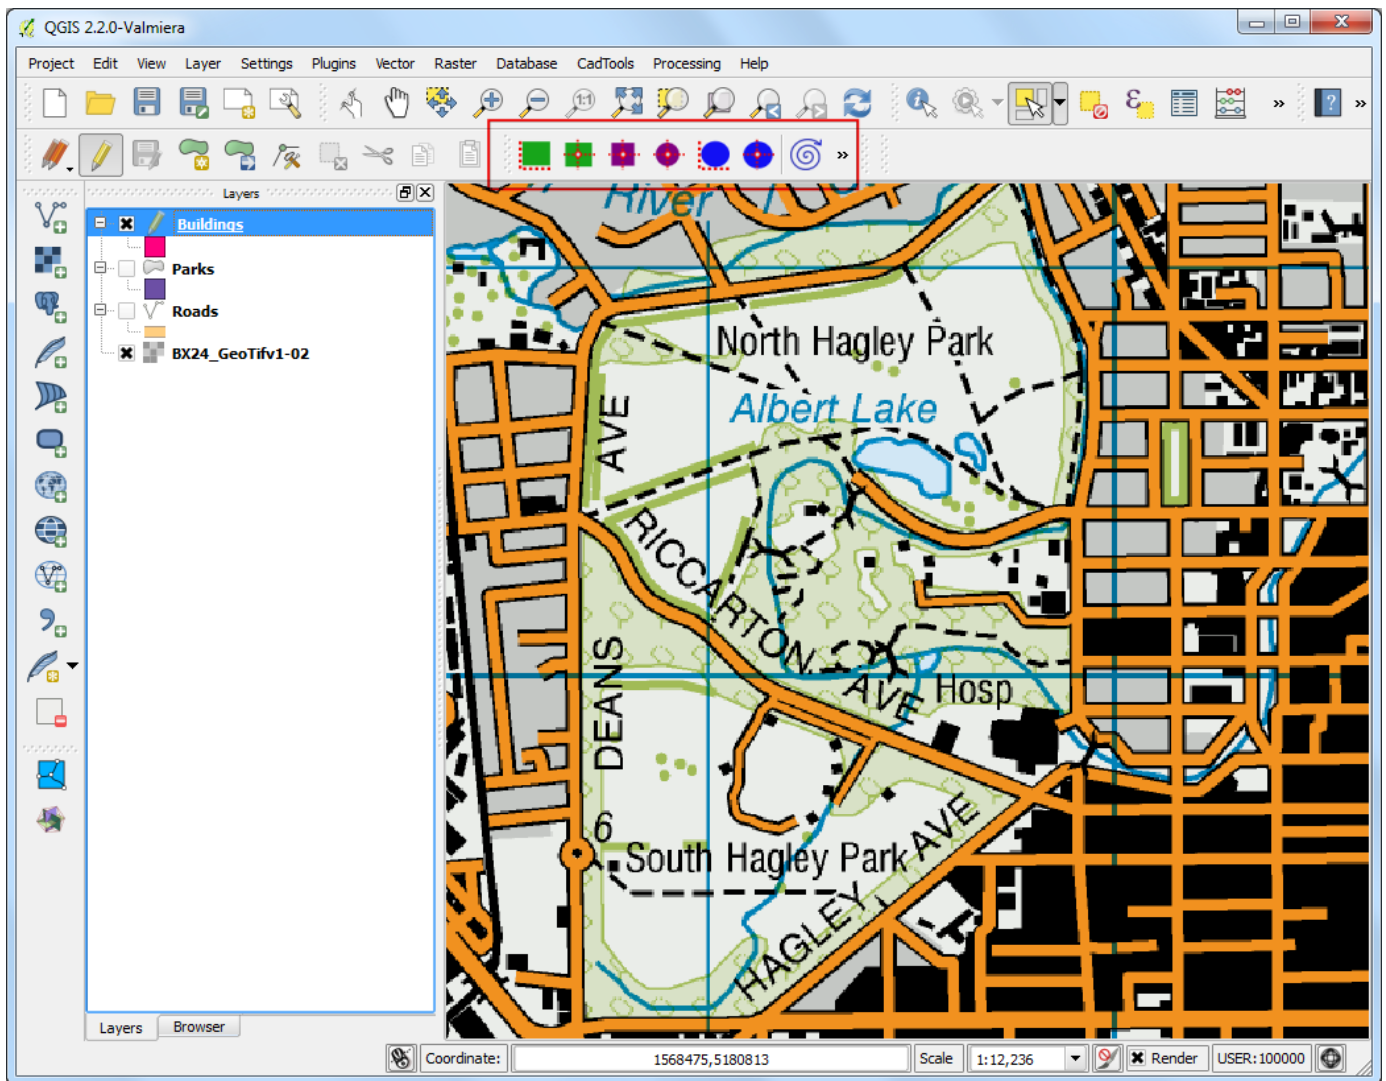 QGIS 2.2.0-Valmiera
Project Edit View Layer Settings Plugins Vector Raster Database CadTools Processing Help
1:1
ε
?
»
»
»
Layers
Buildings
Parks
Roads
BX24_GeoTifv1-02
River
North Hagley Park
Albert Lake
AVE
RICCARTON
AVE
DEANS
Hosp
6
South Hagley Park
HAGLEY AVE
Layers Browser
Coordinate: 1568475,5180813 Scale 1:12,236 Render USER:100000